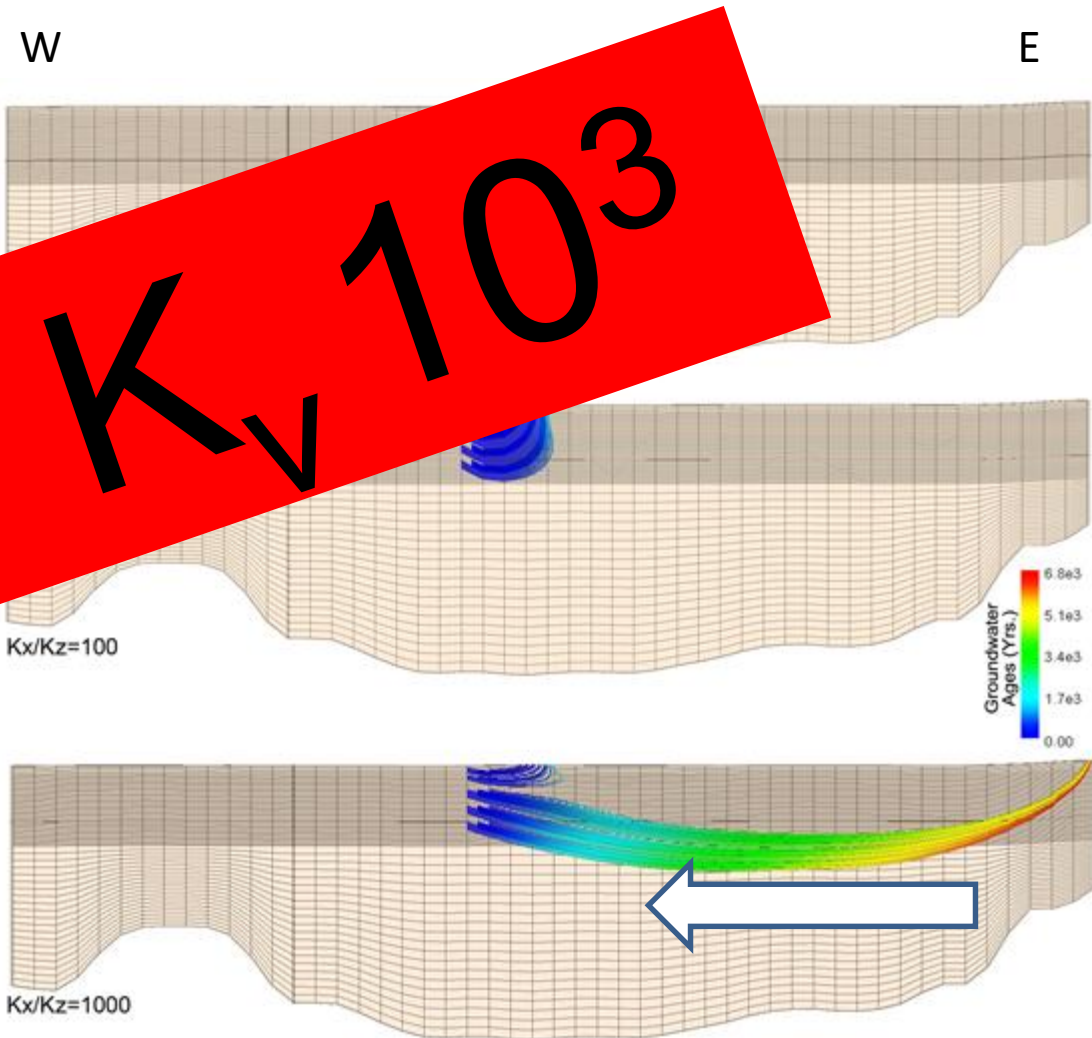 W
E
Kv 10³
Kx/Kz=100
Groundwater
Ages (Yrs.)
6.8e3
5.1e3
3.4e3
1.7e3
0.00
Kx/Kz=1000